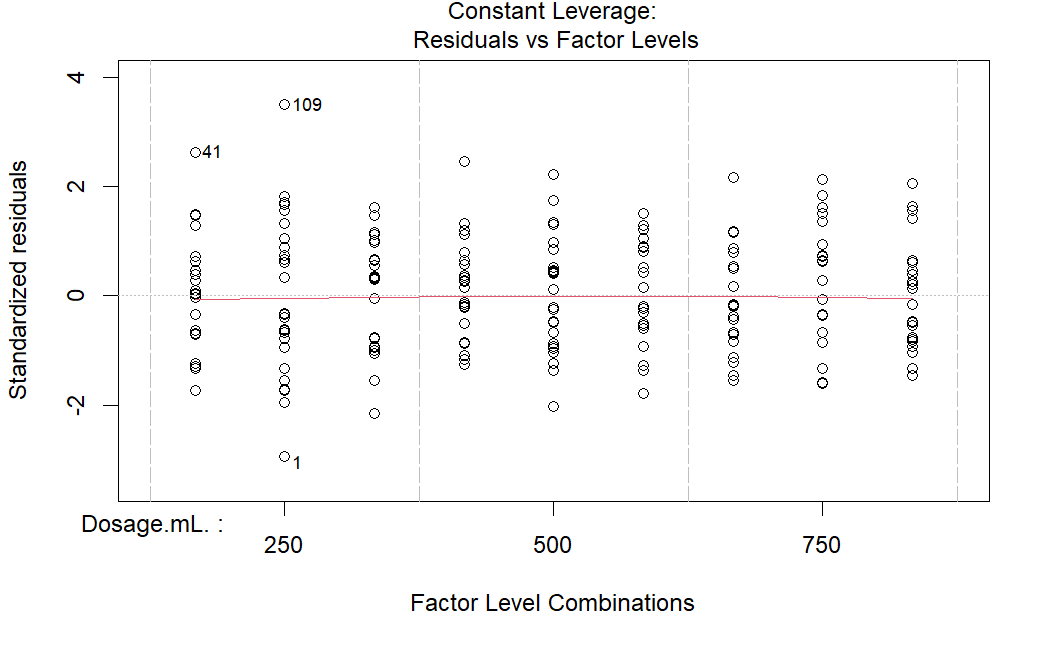 Constant Leverage:
Residuals vs Factor Levels
Standardized residuals
4
2
0
-2
109
41
1
Dosage.mL. :
250 500 750
Factor Level Combinations